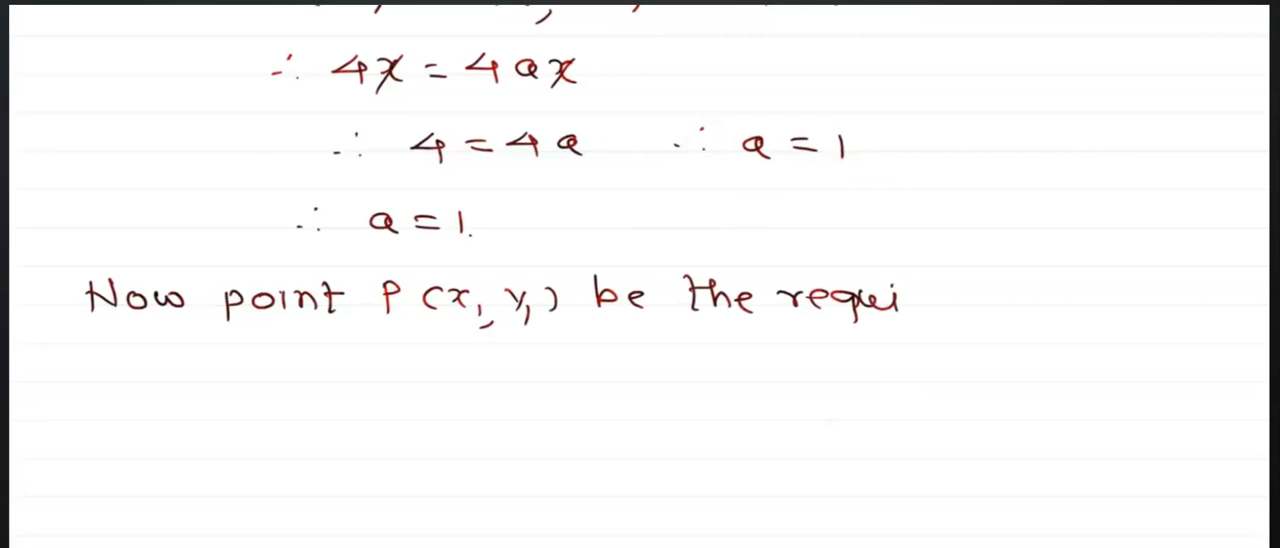 ∴ 4x = 4ax
∴ 4 = 4a ∴ a = 1
∴ a = 1.
Now point P(x₁, y₁) be the requi